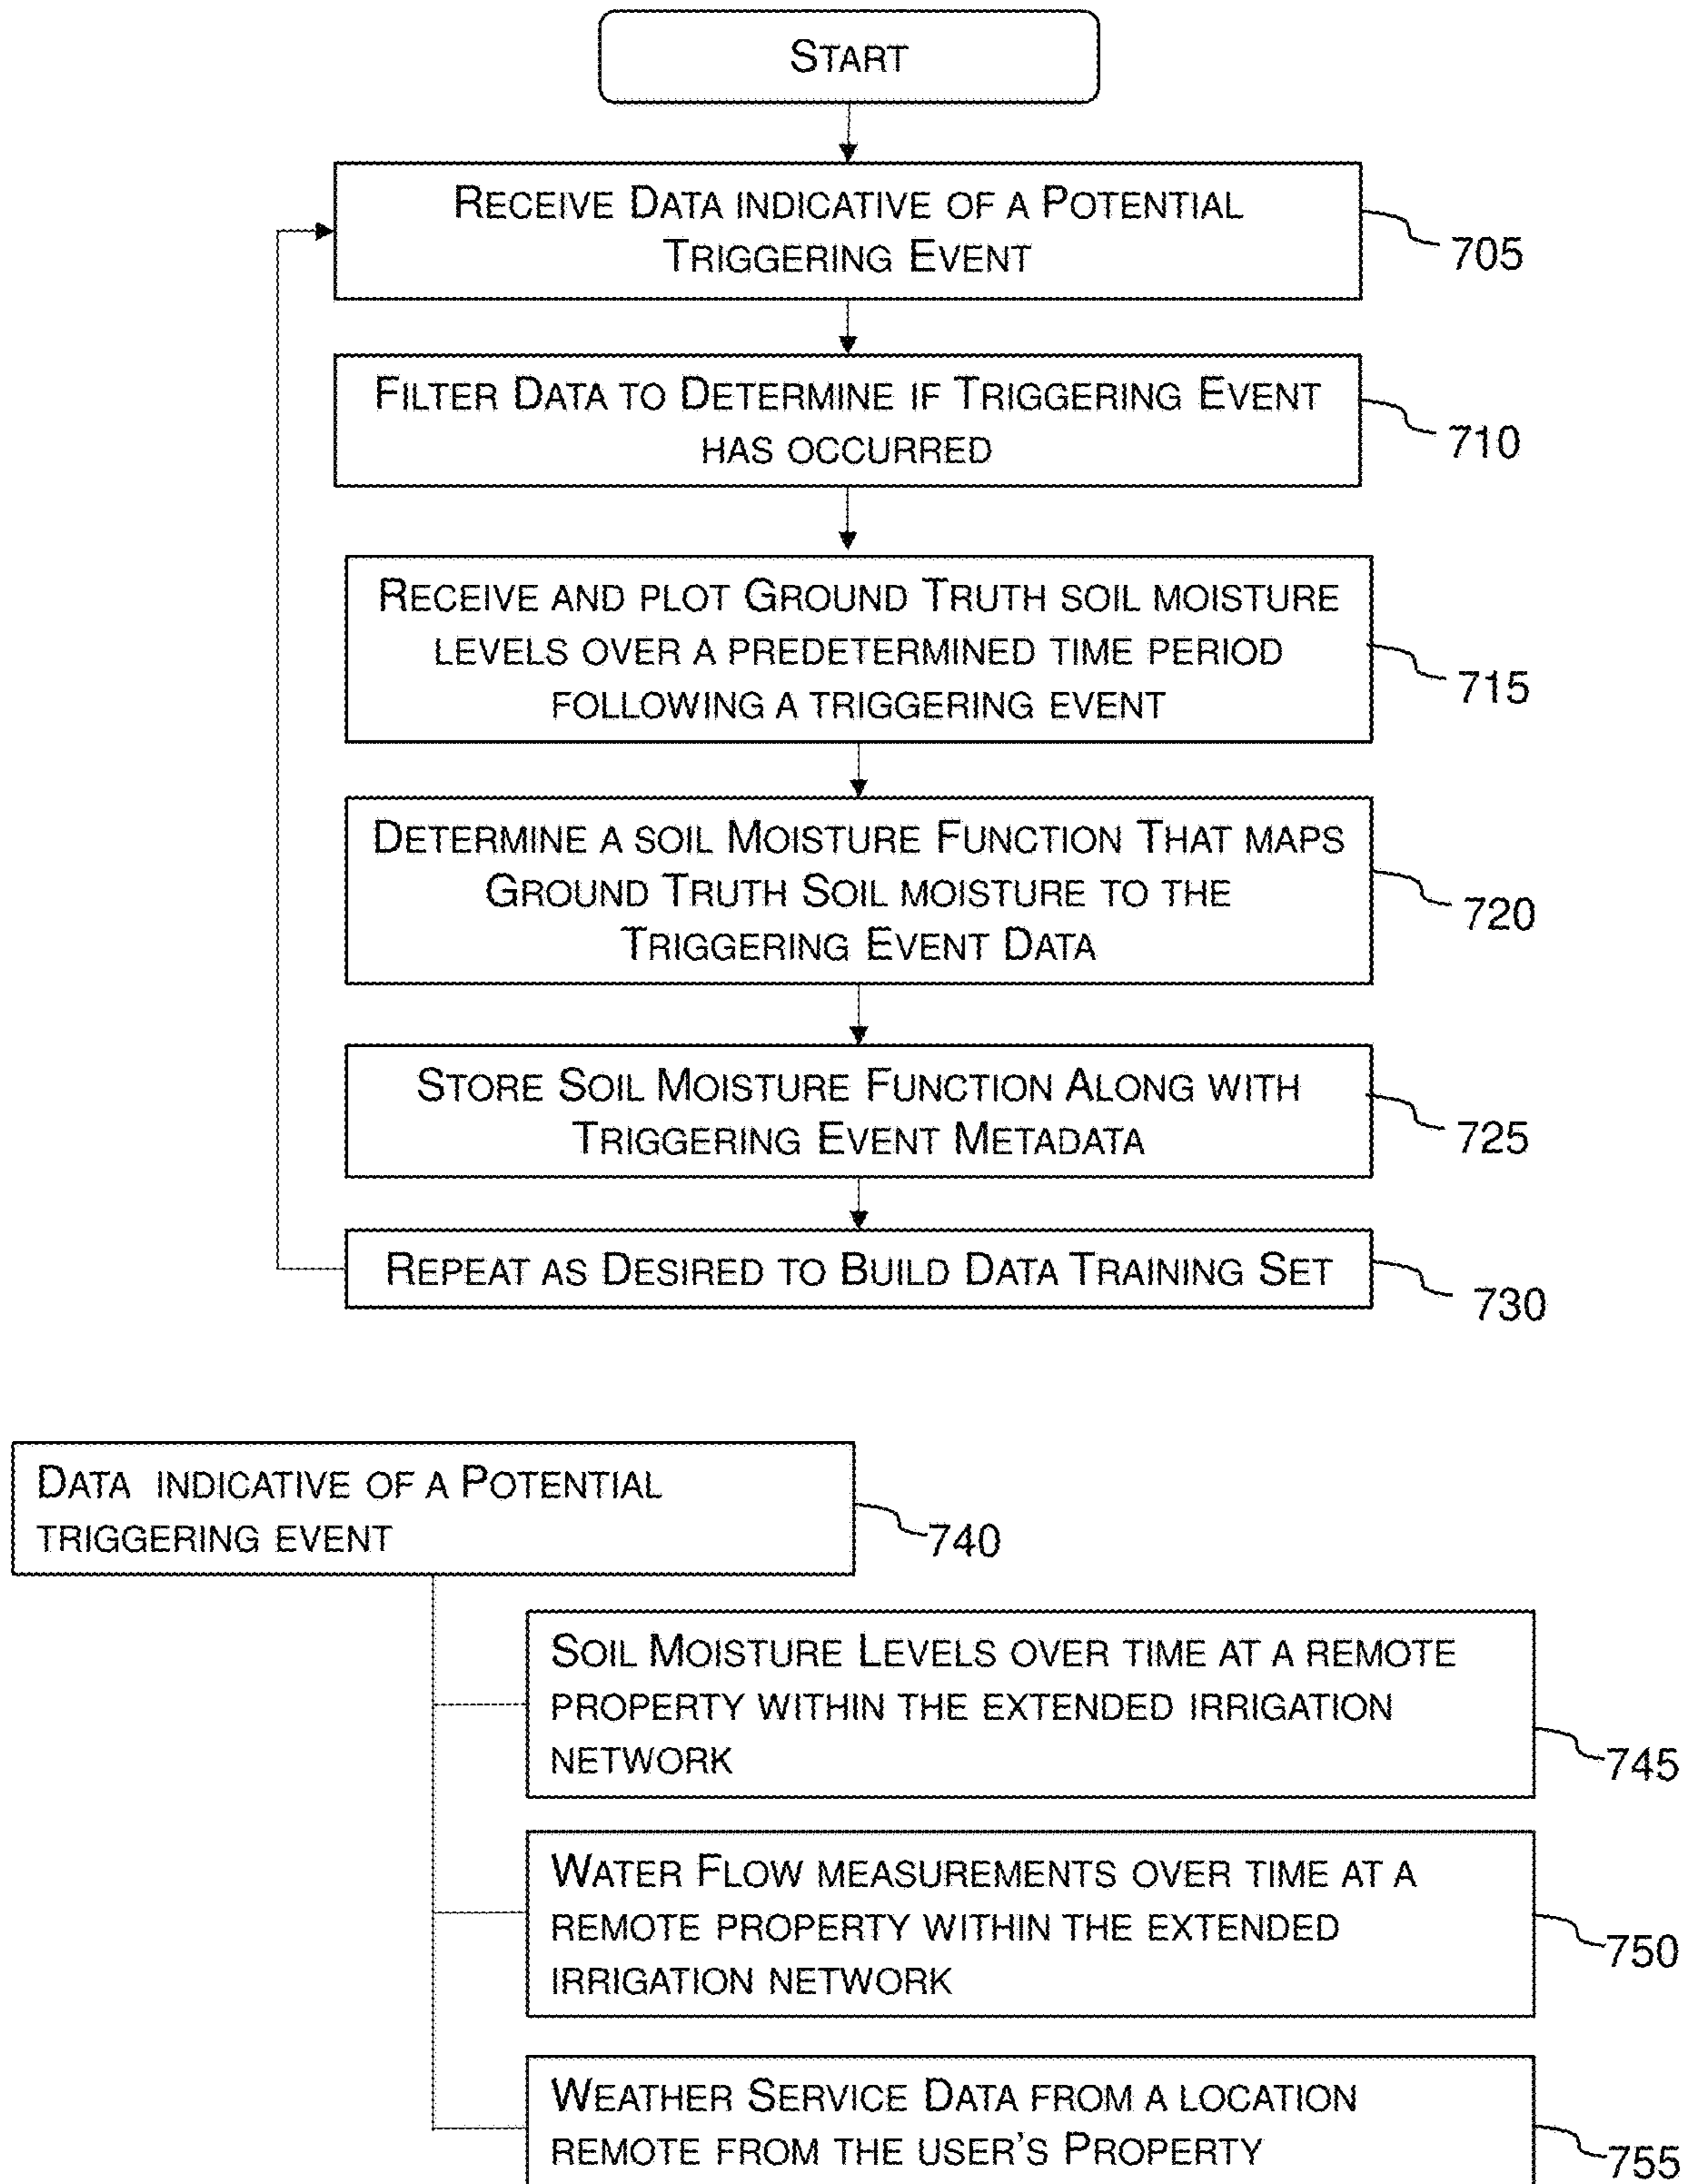 START
RECEIVE DATA INDICATIVE OF A POTENTIAL
TRIGGERING EVENT
705
FILTER DATA TO DETERMINE IF TRIGGERING EVENT
HAS OCCURRED
710
RECEIVE AND PLOT GROUND TRUTH SOIL MOISTURE
LEVELS OVER A PREDETERMINED TIME PERIOD
FOLLOWING A TRIGGERING EVENT
715
DETERMINE A SOIL MOISTURE FUNCTION THAT MAPS
GROUND TRUTH SOIL MOISTURE TO THE
TRIGGERING EVENT DATA
720
STORE SOIL MOISTURE FUNCTION ALONG WITH
TRIGGERING EVENT METADATA
725
REPEAT AS DESIRED TO BUILD DATA TRAINING SET
730
DATA INDICATIVE OF A POTENTIAL
TRIGGERING EVENT
740
SOIL MOISTURE LEVELS OVER TIME AT A REMOTE
PROPERTY WITHIN THE EXTENDED IRRIGATION
NETWORK
745
WATER FLOW MEASUREMENTS OVER TIME AT A
REMOTE PROPERTY WITHIN THE EXTENDED
IRRIGATION NETWORK
750
WEATHER SERVICE DATA FROM A LOCATION
REMOTE FROM THE USER'S PROPERTY
755